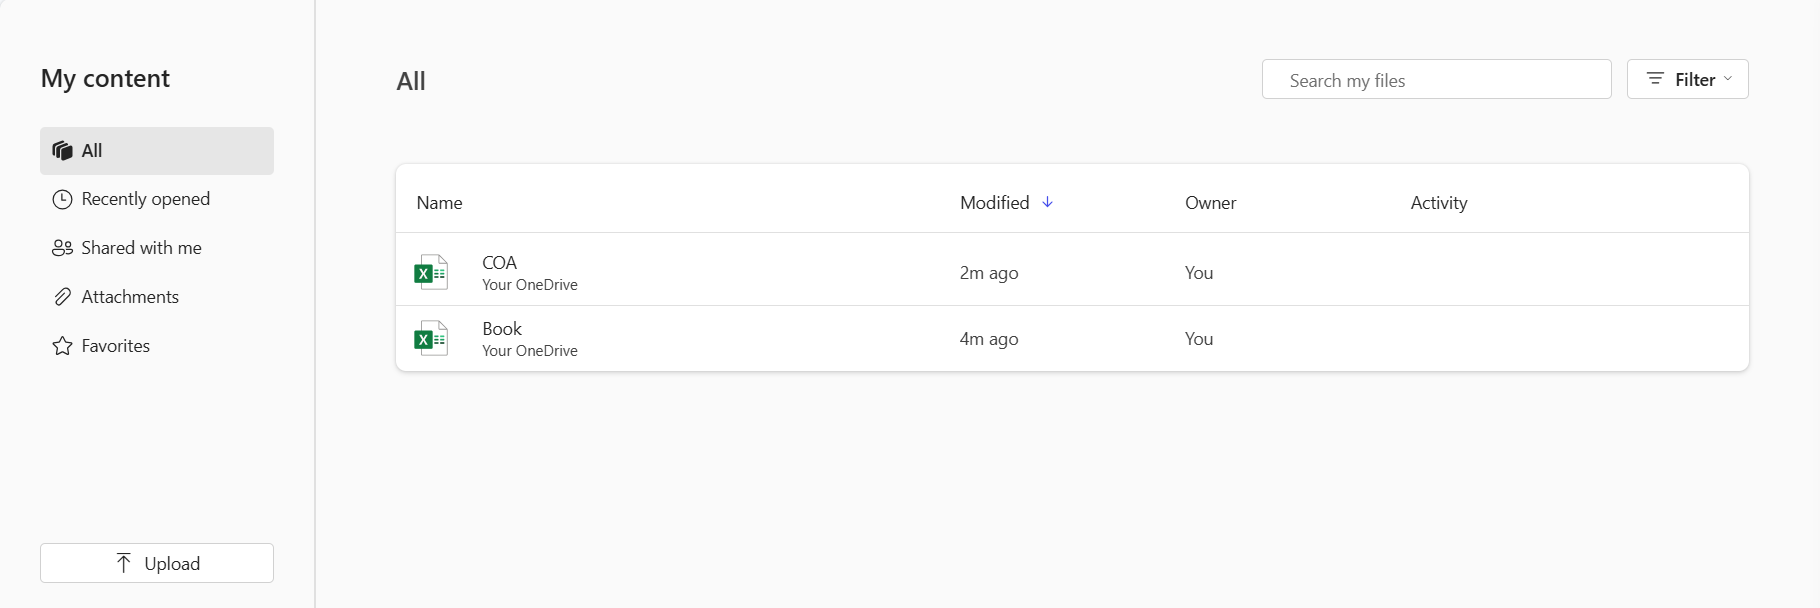 My content
All
Recently opened
Shared with me
Attachments
Favorites
Upload
All
Search my files
Filter
Name Modified Owner Activity
COA
Your OneDrive
2m ago You
Book
Your OneDrive
4m ago You